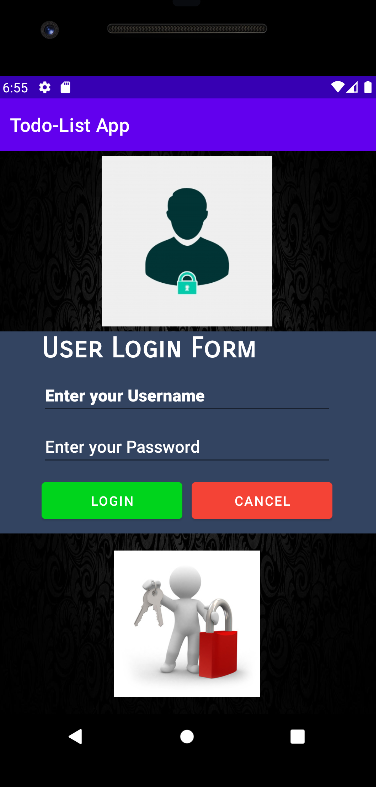 6:55
Todo-List App
User Login Form
Enter your Username
Enter your Password
LOGIN
CANCEL